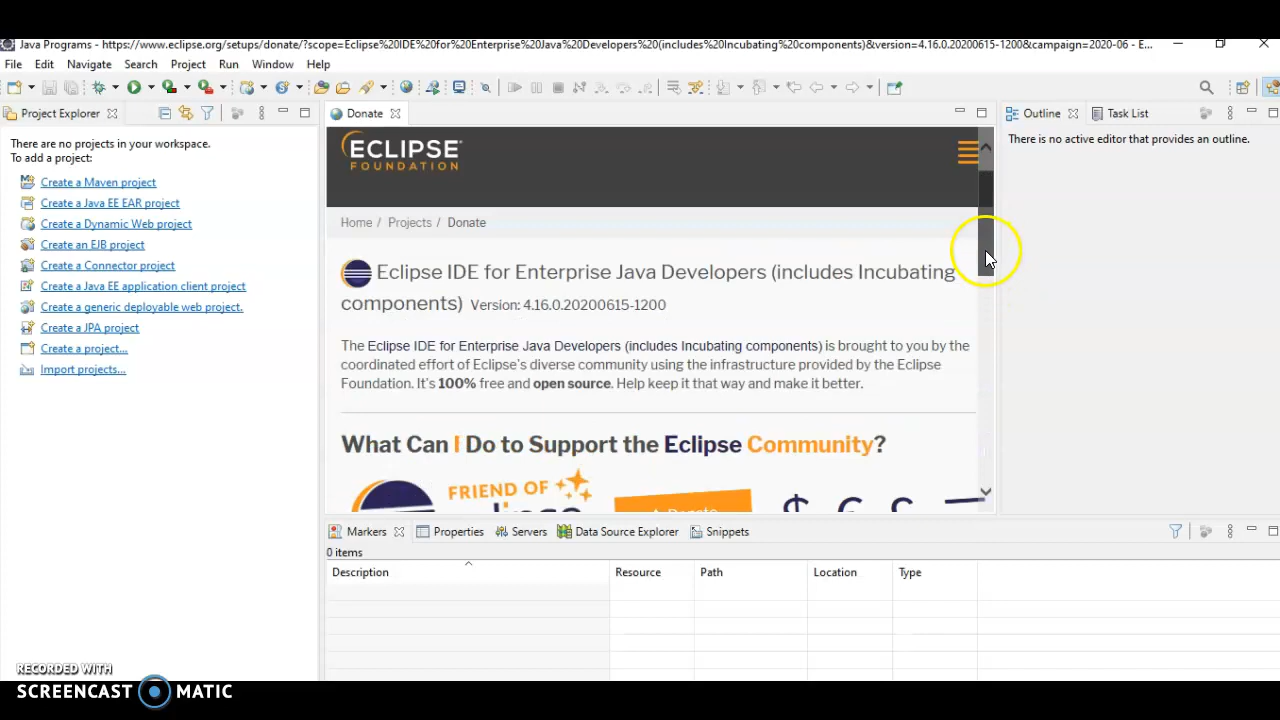 Java Programs - https://www.eclipse.org/setups/donate/?scope=Eclipse%20IDE%20for%20Enterprise%20Java%20Developers%20(includes%20Incubating%20components)&version=4.16.0.20200615-1200&campaign=2020-06 - E...
File Edit Navigate Search Project Run Window Help
Project Explorer
Donate
Outline
Task List
There are no projects in your workspace.
To add a project:
Create a Maven project
Create a Java EE EAR project
Create a Dynamic Web project
Create an EJB project
Create a Connector project
Create a Java EE application client project
Create a generic deployable web project.
Create a JPA project
Create a project...
Import projects...
ECLIPSE
FOUNDATION
Home / Projects / Donate
Eclipse IDE for Enterprise Java Developers (includes Incubating
components) Version: 4.16.0.20200615-1200
The Eclipse IDE for Enterprise Java Developers (includes Incubating components) is brought to you by the
coordinated effort of Eclipse's diverse community using the infrastructure provided by the Eclipse
Foundation. It's 100% free and open source. Help keep it that way and make it better.
What Can I Do to Support the Eclipse Community?
FRIEND OF
Donate
$ € £
There is no active editor that provides an outline.
Markers Properties Servers Data Source Explorer Snippets
0 items
Description Resource Path Location Type
RECORDED WITH
SCREENCAST MATIC